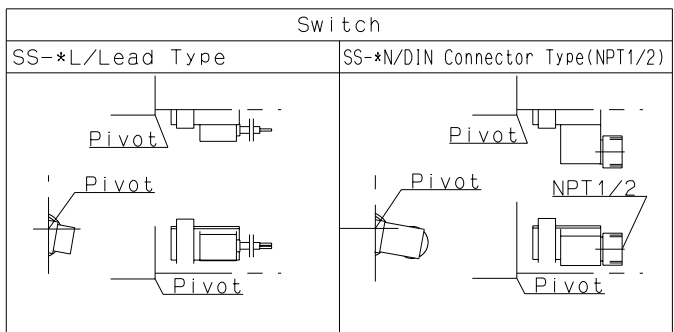 Switch
SS-*L/Lead Type
SS-*N/DIN Connector Type(NPT1/2)
Pivot
Pivot
Pivot
Pivot
NPT1/2
Pivot
Pivot